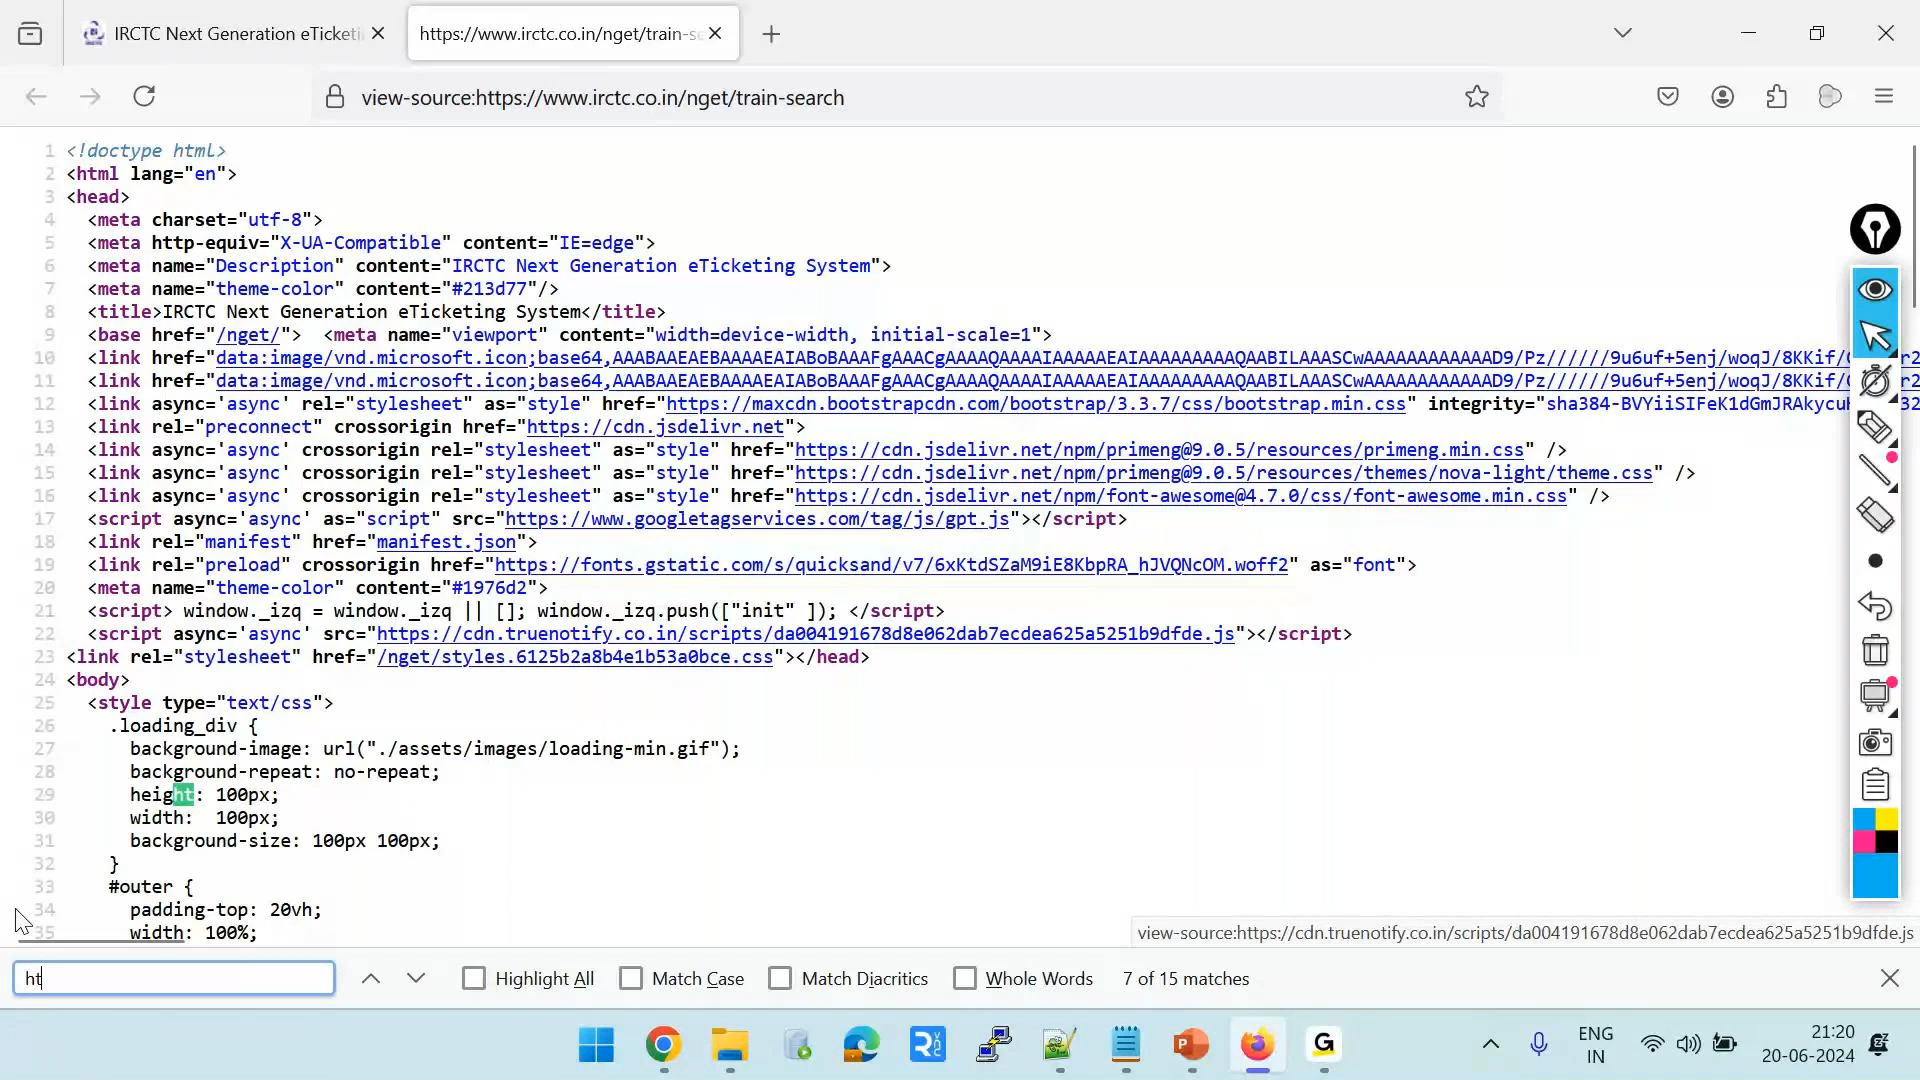 IRCTC Next Generation eTicketi
https://www.irctc.co.in/nget/train-s
view-source:https://www.irctc.co.in/nget/train-search
1 <!doctype html>
2 <html lang="en">
3 <head>
4 <meta charset="utf-8">
5 <meta http-equiv="X-UA-Compatible" content="IE=edge">
6 <meta name="Description" content="IRCTC Next Generation eTicketing System">
7 <meta name="theme-color" content="#213d77"/>
8 <title>IRCTC Next Generation eTicketing System</title>
9 <base href="/nget/"> <meta name="viewport" content="width=device-width, initial-scale=1">
10 <link href="data:image/vnd.microsoft.icon;base64,AAABAAEAEBAAAAEAIABoBAAAFgAAACgAAAAQAAAAIAAAAAEAIAAAAAAAAAQAABILAAASCwAAAAAAAAAAAAD9/Pz//////9u6uf+5enj/woqJ/8KKif/
11 <link href="data:image/vnd.microsoft.icon;base64,AAABAAEAEBAAAAEAIABoBAAAFgAAACgAAAAQAAAAIAAAAAEAIAAAAAAAAAQAABILAAASCwAAAAAAAAAAAAD9/Pz//////9u6uf+5enj/woqJ/8KKif/
12 <link async='async' rel="stylesheet" as="style" href="https://maxcdn.bootstrapcdn.com/bootstrap/3.3.7/css/bootstrap.min.css" integrity="sha384-BVYiiSIFeK1dGmJRAkycu
13 <link rel="preconnect" crossorigin href="https://cdn.jsdelivr.net">
14 <link async='async' crossorigin rel="stylesheet" as="style" href="https://cdn.jsdelivr.net/npm/primeng@9.0.5/resources/primeng.min.css" />
15 <link async='async' crossorigin rel="stylesheet" as="style" href="https://cdn.jsdelivr.net/npm/primeng@9.0.5/resources/themes/nova-light/theme.css" />
16 <link async='async' crossorigin rel="stylesheet" as="style" href="https://cdn.jsdelivr.net/npm/font-awesome@4.7.0/css/font-awesome.min.css" />
17 <script async='async' as="script" src="https://www.googletagservices.com/tag/js/gpt.js"></script>
18 <link rel="manifest" href="manifest.json">
19 <link rel="preload" crossorigin href="https://fonts.gstatic.com/s/quicksand/v7/6xKtdSZaM9iE8KbpRA_hJVQNcOM.woff2" as="font">
20 <meta name="theme-color" content="#1976d2">
21 <script> window._izq = window._izq || []; window._izq.push(["init" ]); </script>
22 <script async='async' src="https://cdn.truenotify.co.in/scripts/da004191678d8e062dab7ecdea625a5251b9dfde.js"></script>
23 <link rel="stylesheet" href="/nget/styles.6125b2a8b4e1b53a0bce.css"></head>
24 <body>
25 <style type="text/css">
26 .loading_div {
27 background-image: url("./assets/images/loading-min.gif");
28 background-repeat: no-repeat;
29 height: 100px;
30 width: 100px;
31 background-size: 100px 100px;
32 }
33 #outer {
34 padding-top: 20vh;
35 width: 100%;
view-source:https://cdn.truenotify.co.in/scripts/da004191678d8e062dab7ecdea625a5251b9dfde.js
ht
Highlight All
Match Case
Match Diacritics
Whole Words
7 of 15 matches
ENG
IN
21:20
20-06-2024